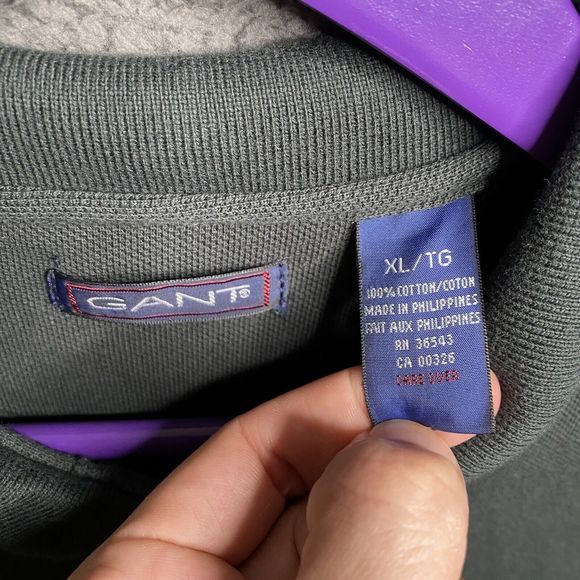 GANT®
XL/TG
100% COTTON/COTON
MADE IN PHILIPPINES
FAIT AUX PHILIPPINES
RN 36543
CA 00326
CARE OVER